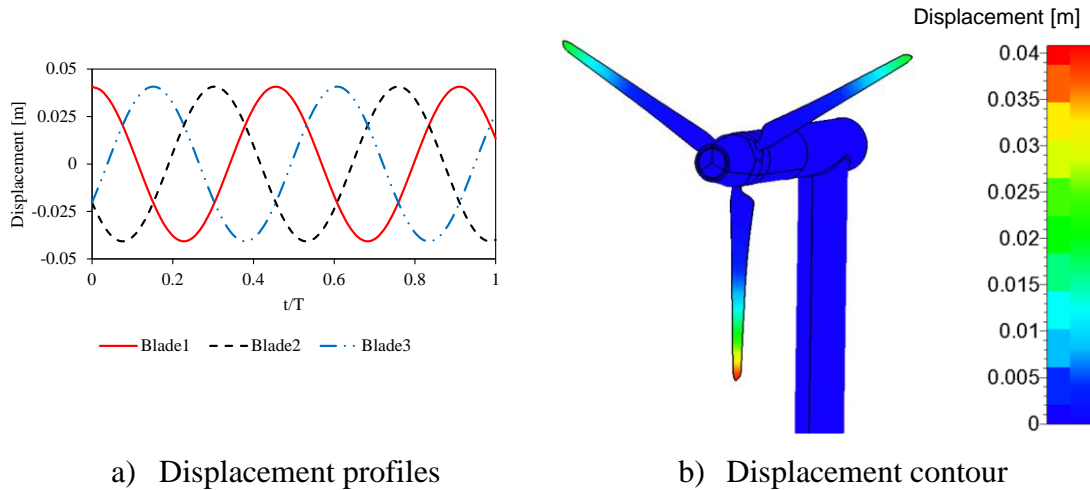 Displacement [m]
0.05
0.025
0
-0.025
-0.05
0
0.2
0.4
0.6
0.8
1
t/T
Blade1
Blade2
Blade3
a) Displacement profiles
Displacement [m]
0.04
0.035
0.03
0.025
0.02
0.015
0.01
0.005
0
b) Displacement contour